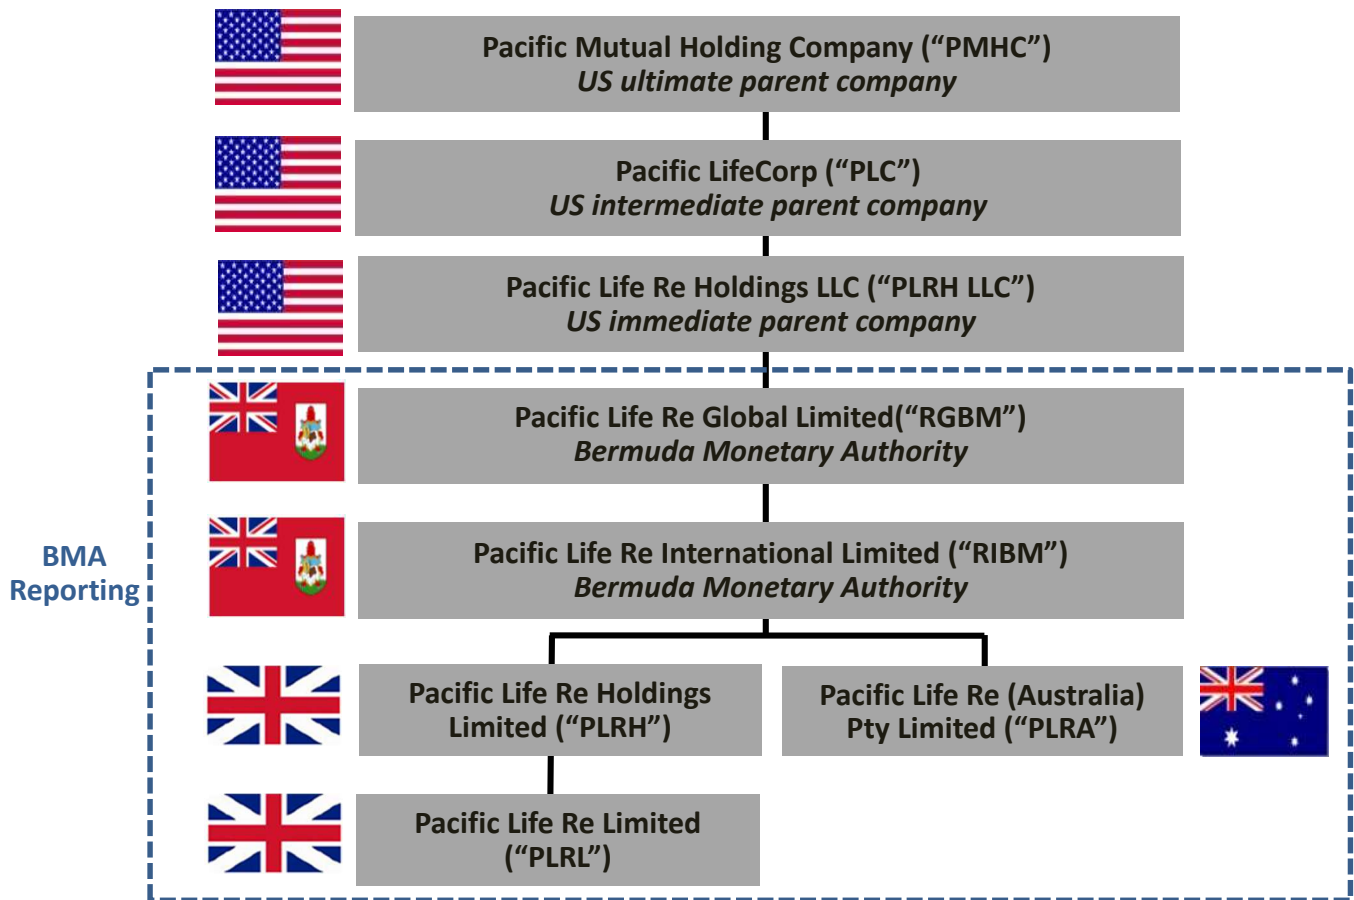 Pacific Mutual Holding Company (“PMHC”)
US ultimate parent company
Pacific LifeCorp (“PLC”)
US intermediate parent company
Pacific Life Re Holdings LLC (“PLRH LLC”)
US immediate parent company
Pacific Life Re Global Limited(“RGBM”)
Bermuda Monetary Authority
BMA
Reporting
Pacific Life Re International Limited (“RIBM”)
Bermuda Monetary Authority
Pacific Life Re Holdings
Limited (“PLRH”)
Pacific Life Re (Australia)
Pty Limited (“PLRA”)
Pacific Life Re Limited
(“PLRL”)